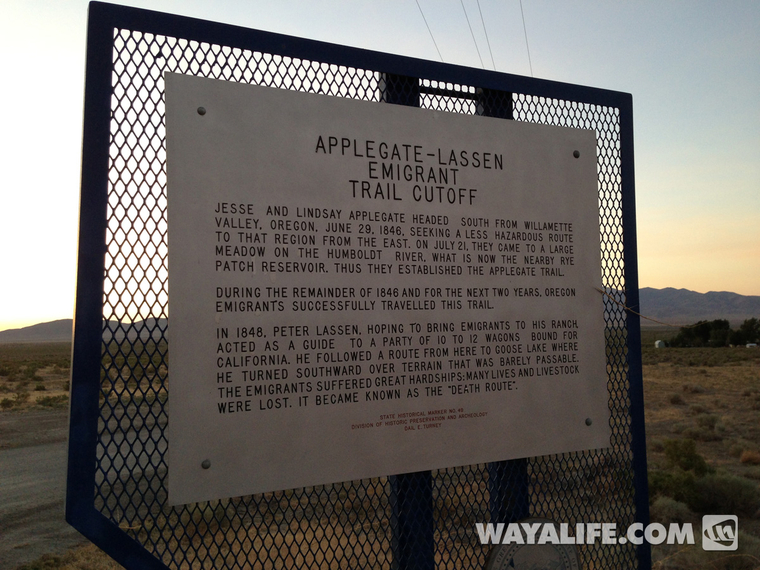 APPLEGATE-LASSEN
EMIGRANT
TRAIL CUTOFF
JESSE AND LINDSAY APPLEGATE HEADED SOUTH FROM WILLAMETTE
VALLEY, OREGON, JUNE 29, 1846, SEEKING A LESS HAZARDOUS ROUTE
TO THAT REGION FROM THE EAST. ON JULY 21, THEY CAME TO A LARGE
MEADOW ON THE HUMBOLDT RIVER, WHAT IS NOW THE NEARBY RYE
PATCH RESERVOIR. THUS THEY ESTABLISHED THE APPLEGATE TRAIL.
DURING THE REMAINDER OF 1846 AND FOR THE NEXT TWO YEARS, OREGON
EMIGRANTS SUCCESSFULLY TRAVELLED THIS TRAIL.
IN 1848, PETER LASSEN, HOPING TO BRING EMIGRANTS TO HIS RANCH,
ACTED AS A GUIDE TO A PARTY OF 10 TO 12 WAGONS BOUND FOR
CALIFORNIA. HE FOLLOWED A ROUTE FROM HERE TO GOOSE LAKE WHERE
HE TURNED SOUTHWARD OVER TERRAIN THAT WAS BARELY PASSABLE.
THE EMIGRANTS SUFFERED GREAT HARDSHIPS; MANY LIVES AND LIVESTOCK
WERE LOST. IT BECAME KNOWN AS THE "DEATH ROUTE".
STATE HISTORICAL MARKER NO. 49
DIVISION OF HISTORIC PRESERVATION AND ARCHEOLOGY
GAIL E. TURKEY
WAYALIFE.COM